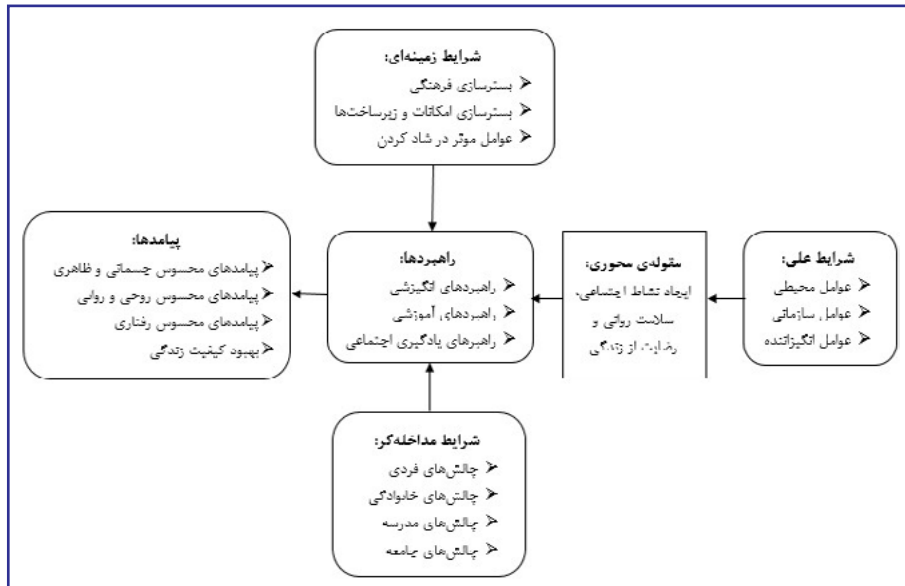 شرایط زمینه‌ای:
بسترسازی فرهنگی
بسترسازی امکانات و زیرساخت‌ها
عوامل موثر در شاد کردن
شرایط علی:
عوامل محیطی
عوامل سازمانی
عوامل انگیزاننده
مقوله‌ی محوری:
ایجاد نشاط اجتماعی،
سلامت روانی و
رضایت از زندگی
راهبردها:
راهبردهای انگیزشی
راهبردهای آموزشی
راهبرهای یادگیری اجتماعی
پیامدها:
پیامدهای محسوس جسمانی و ظاهری
پیامدهای محسوس روحی و روانی
پیامدهای محسوس رفتاری
بهبود کیفیت زندگی
شرایط مداخله‌گر:
چالش‌های فردی
چالش‌های خانوادگی
چالش‌های مدرسه
چالش‌های جامعه